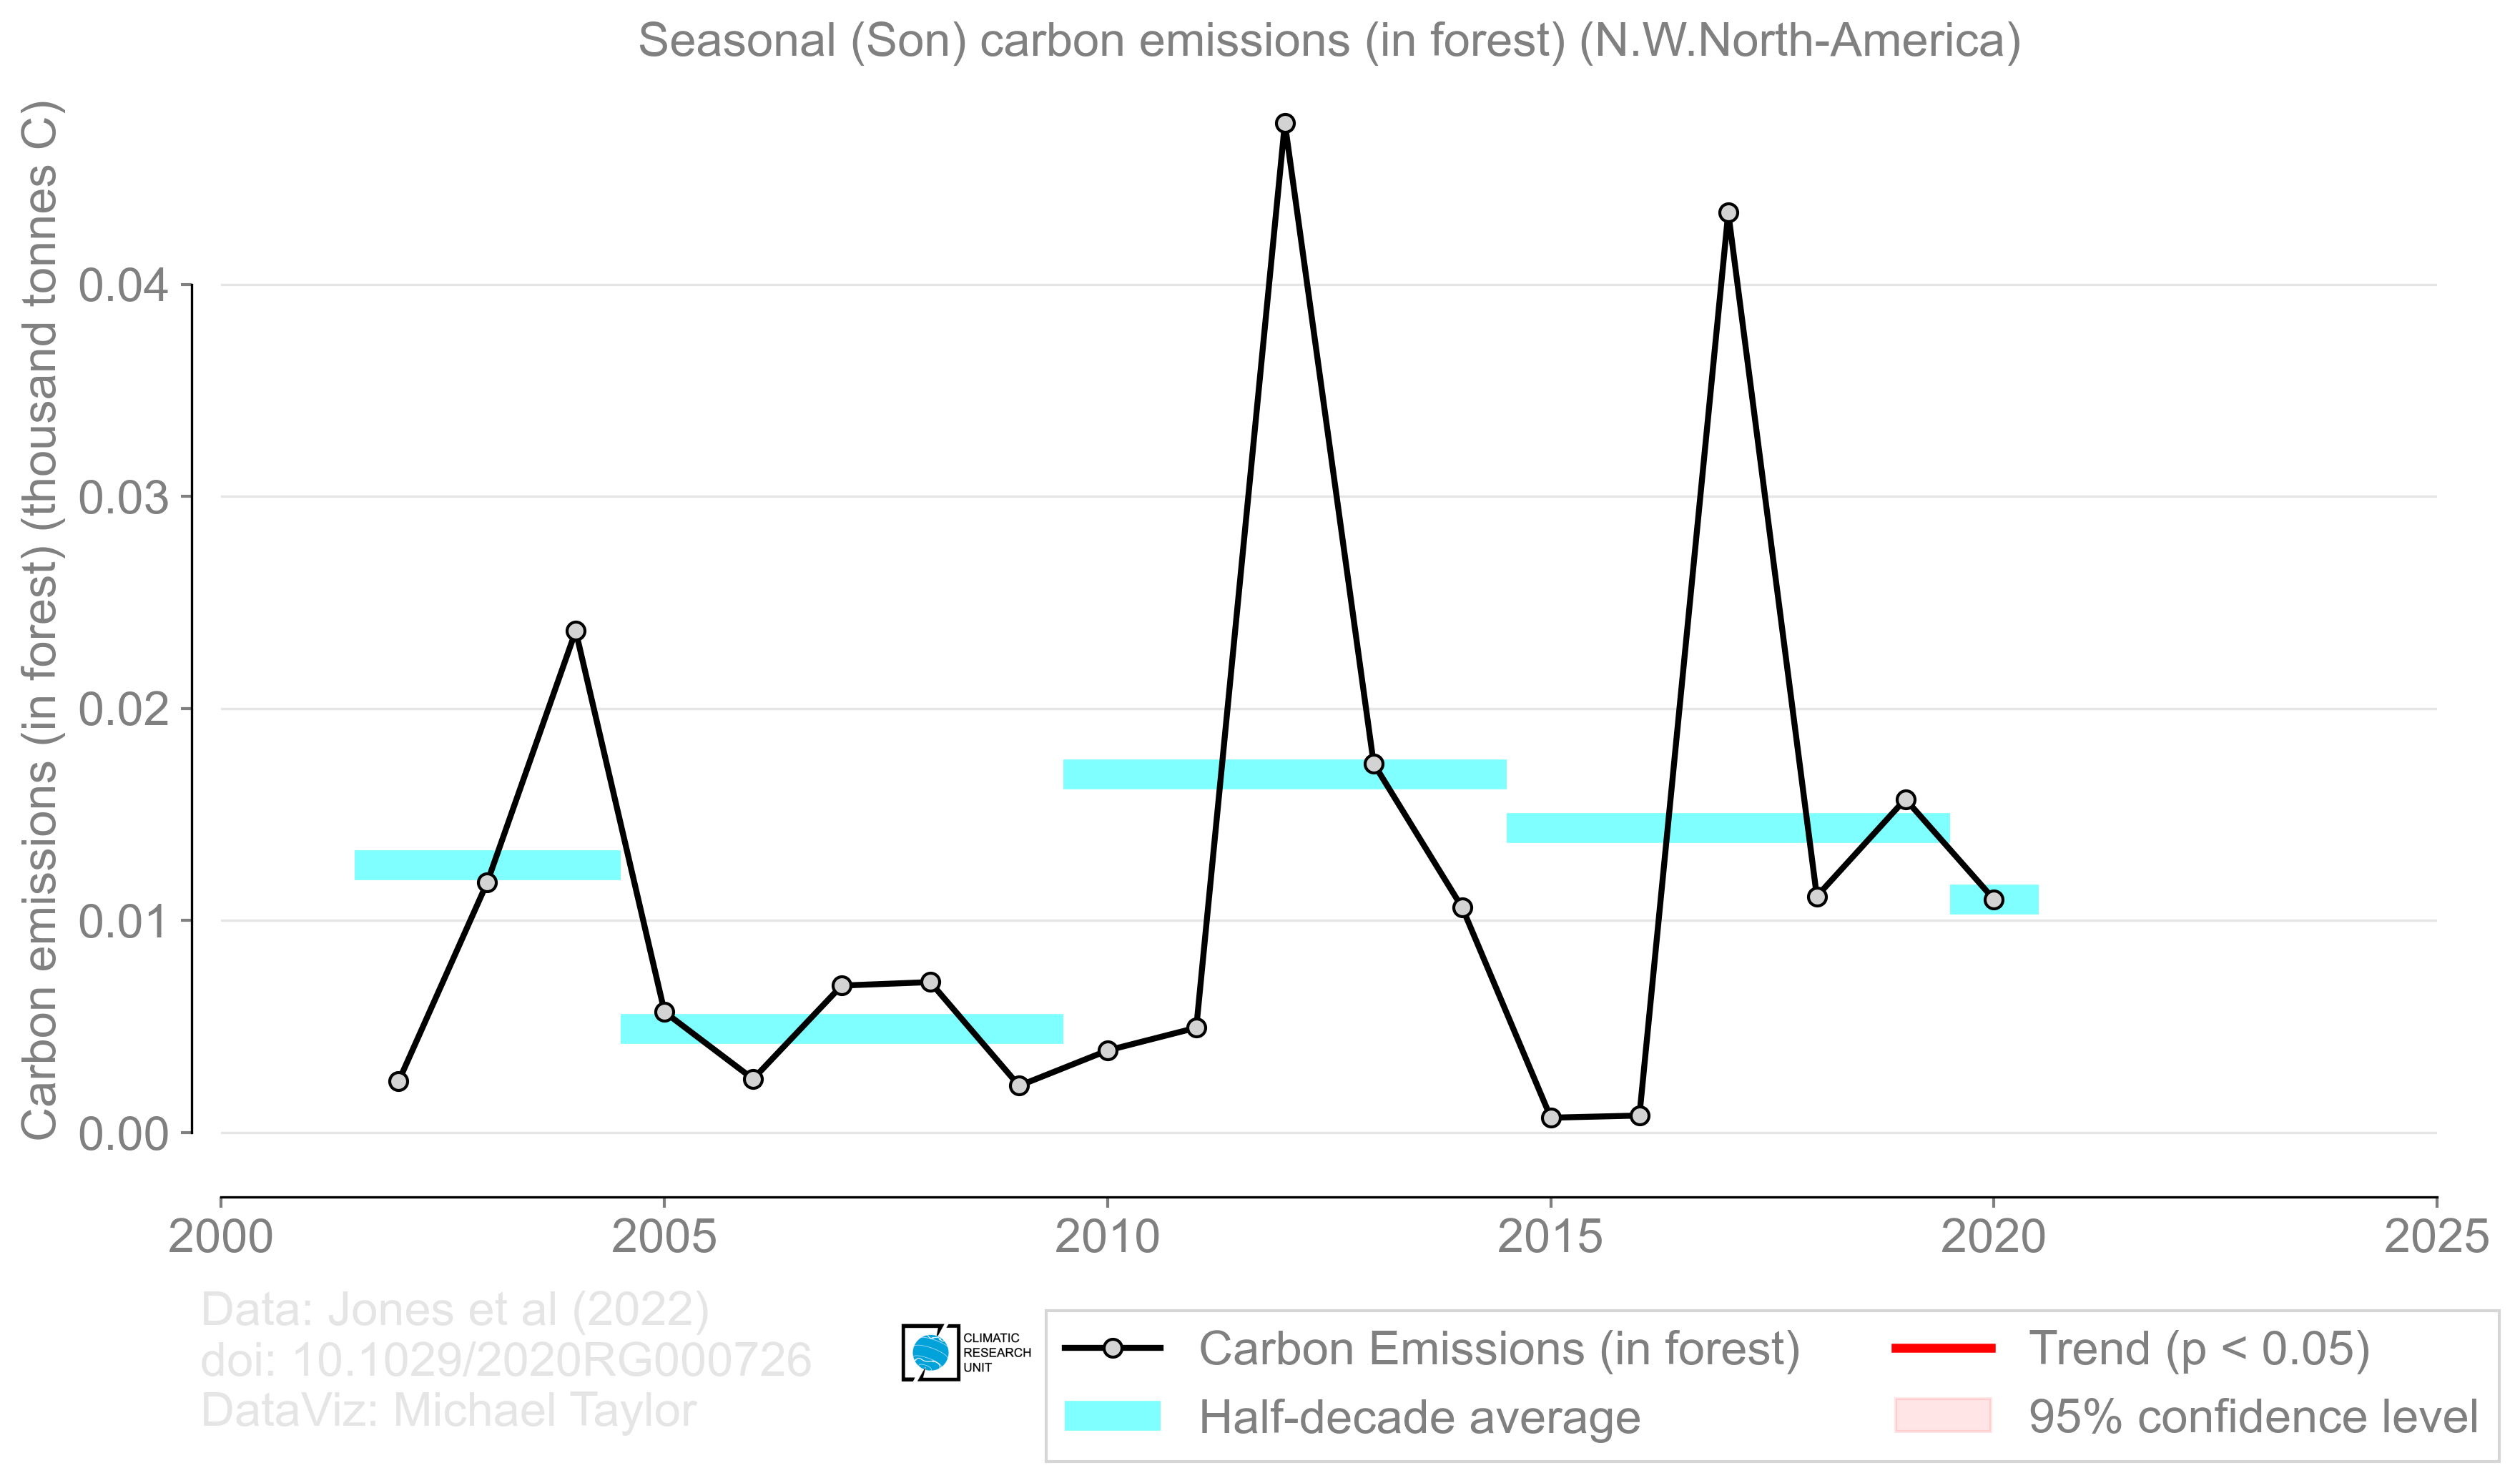 Seasonal (Son) carbon emissions (in forest) (N.W.North-America)
Carbon emissions (in forest) (thousand tonnes C)
0.04
0.03
0.02
0.01
0.00
2000
2005
2010
2015
2020
2025
Data: Jones et al (2022)
doi: 10.1029/2020RG000726
DataViz: Michael Taylor
CLIMATIC
RESEARCH
UNIT
Carbon Emissions (in forest)
Half-decade average
Trend (p < 0.05)
95% confidence level